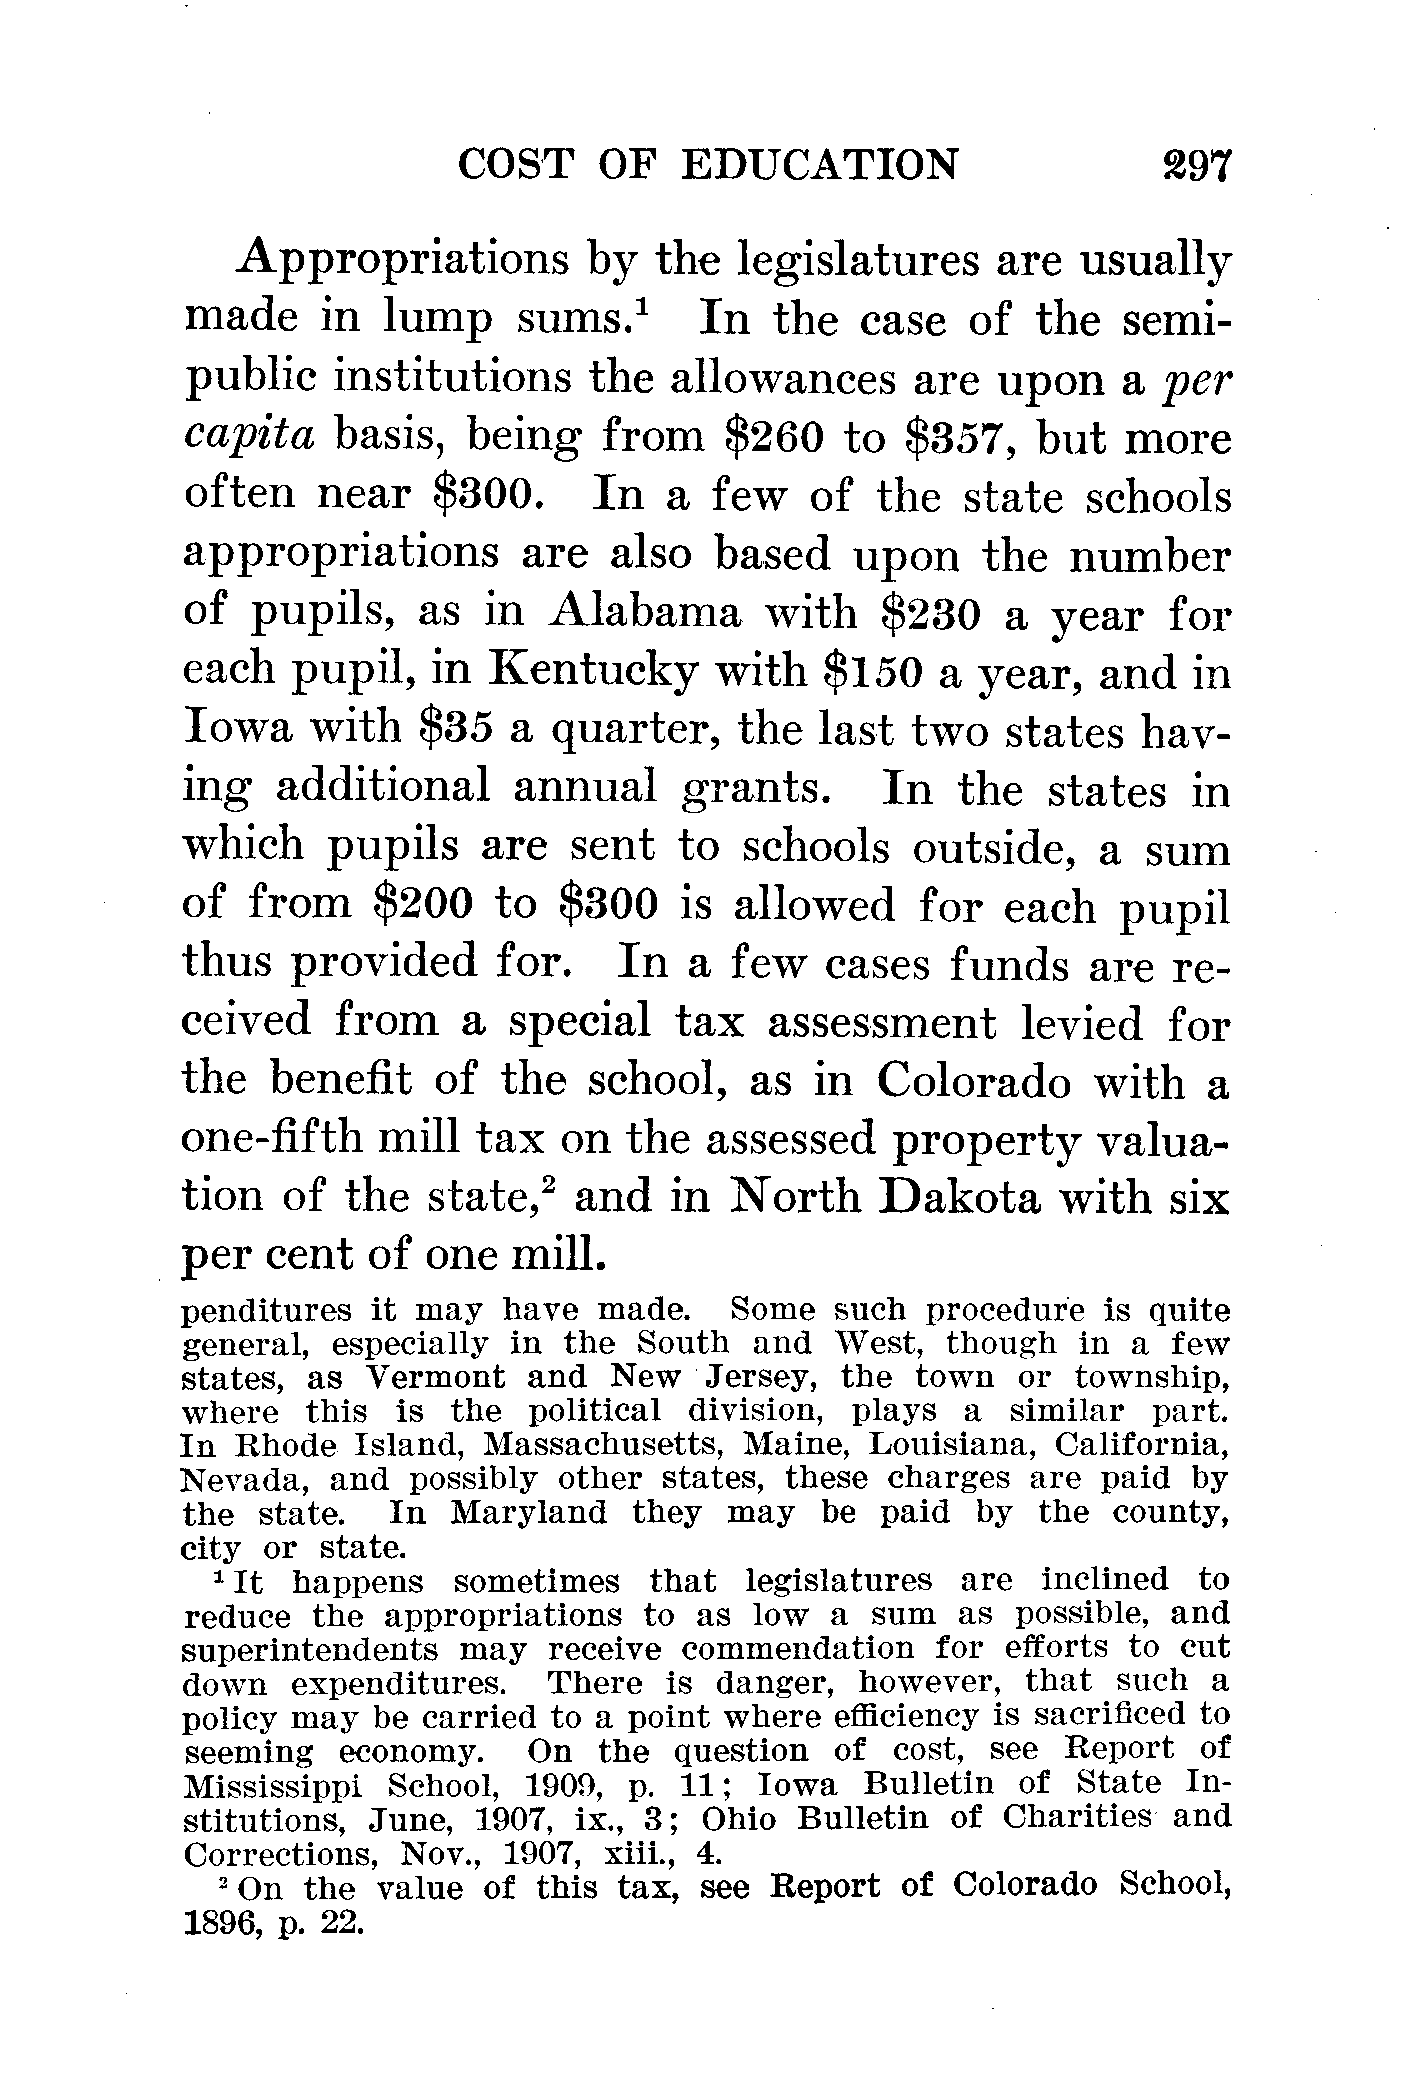 COST OF EDUCATION 297
Appropriations by the legislatures are usually
made in lump sums.¹ In the case of the semi-
public institutions the allowances are upon a per
capita basis, being from $260 to $357, but more
often near $300. In a few of the state schools
appropriations are also based upon the number
of pupils, as in Alabama with $230 a year for
each pupil, in Kentucky with $150 a year, and in
Iowa with $35 a quarter, the last two states hav-
ing additional annual grants. In the states in
which pupils are sent to schools outside, a sum
of from $200 to $300 is allowed for each pupil
thus provided for. In a few cases funds are re-
ceived from a special tax assessment levied for
the benefit of the school, as in Colorado with a
one-fifth mill tax on the assessed property valua-
tion of the state,² and in North Dakota with six
per cent of one mill.
penditures it may have made. Some such procedure is quite
general, especially in the South and West, though in a few
states, as Vermont and New Jersey, the town or township,
where this is the political division, plays a similar part.
In Rhode Island, Massachusetts, Maine, Louisiana, California,
Nevada, and possibly other states, these charges are paid by
the state. In Maryland they may be paid by the county,
city or state.
¹ It happens sometimes that legislatures are inclined to
reduce the appropriations to as low a sum as possible, and
superintendents may receive commendation for efforts to cut
down expenditures. There is danger, however, that such a
policy may be carried to a point where efficiency is sacrificed to
seeming economy. On the question of cost, see Report of
Mississippi School, 1909, p. 11; Iowa Bulletin of State In-
stitutions, June, 1907, ix., 3; Ohio Bulletin of Charities and
Corrections, Nov., 1907, xiii., 4.
² On the value of this tax, see Report of Colorado School,
1896, p. 22.